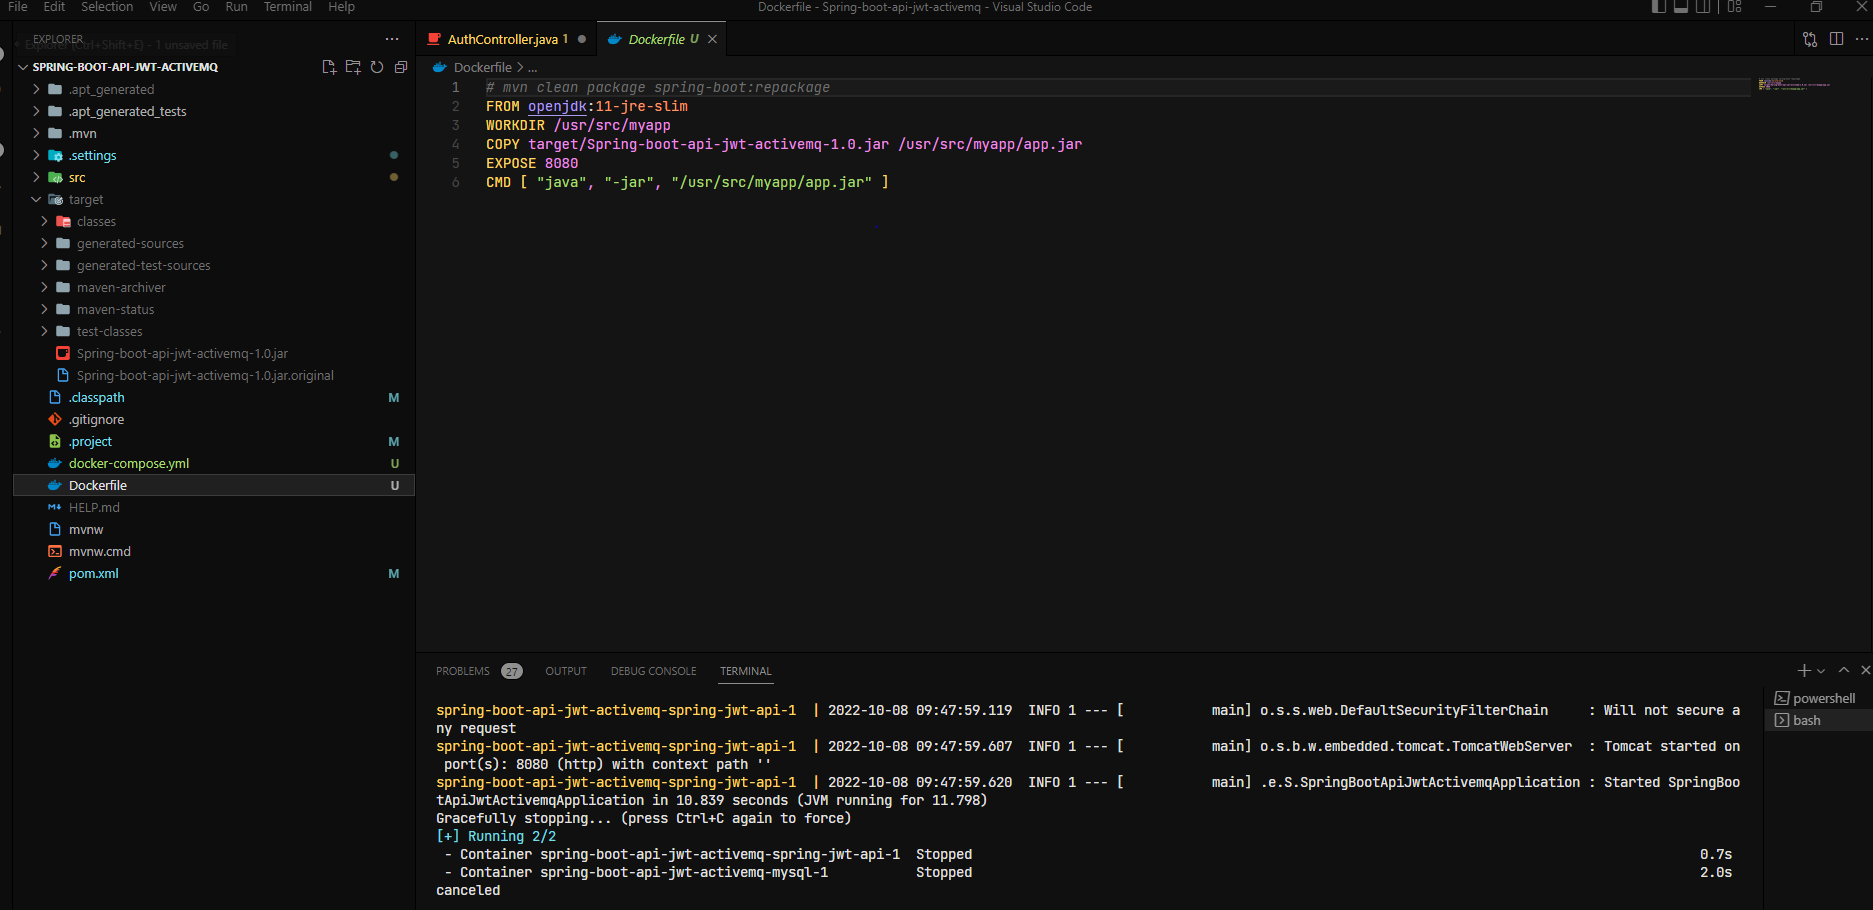 File Edit Selection View Go Run Terminal Help
Dockerfile - Spring-boot-api-jwt-activemq - Visual Studio Code
EXPLORER
Explorer (Ctrl+Shift+E) - 1 unsaved file
SPRING-BOOT-API-JWT-ACTIVEMQ
.apt_generated
.apt_generated_tests
.mvn
.settings
src
target
classes
generated-sources
generated-test-sources
maven-archiver
maven-status
test-classes
Spring-boot-api-jwt-activemq-1.0.jar
Spring-boot-api-jwt-activemq-1.0.jar.original
.classpath M
.gitignore
.project M
docker-compose.yml U
Dockerfile U
HELP.md
mvnw
mvnw.cmd
pom.xml M
AuthController.java 1
Dockerfile U
Dockerfile > ...
1 # mvn clean package spring-boot:repackage
2 FROM openjdk:11-jre-slim
3 WORKDIR /usr/src/myapp
4 COPY target/Spring-boot-api-jwt-activemq-1.0.jar /usr/src/myapp/app.jar
5 EXPOSE 8080
6 CMD [ "java", "-jar", "/usr/src/myapp/app.jar" ]
PROBLEMS 27 OUTPUT DEBUG CONSOLE TERMINAL
spring-boot-api-jwt-activemq-spring-jwt-api-1 | 2022-10-08 09:47:59.119 INFO 1 --- [ main] o.s.s.web.DefaultSecurityFilterChain : Will not secure a
ny request
spring-boot-api-jwt-activemq-spring-jwt-api-1 | 2022-10-08 09:47:59.607 INFO 1 --- [ main] o.s.b.w.embedded.tomcat.TomcatWebServer : Tomcat started on
port(s): 8080 (http) with context path ''
spring-boot-api-jwt-activemq-spring-jwt-api-1 | 2022-10-08 09:47:59.620 INFO 1 --- [ main] .e.S.SpringBootApiJwtActivemqApplication : Started SpringBoo
tApiJwtActivemqApplication in 10.839 seconds (JVM running for 11.798)
Gracefully stopping... (press Ctrl+C again to force)
[+] Running 2/2
- Container spring-boot-api-jwt-activemq-spring-jwt-api-1 Stopped 0.7s
- Container spring-boot-api-jwt-activemq-mysql-1 Stopped 2.0s
canceled
powershell
bash